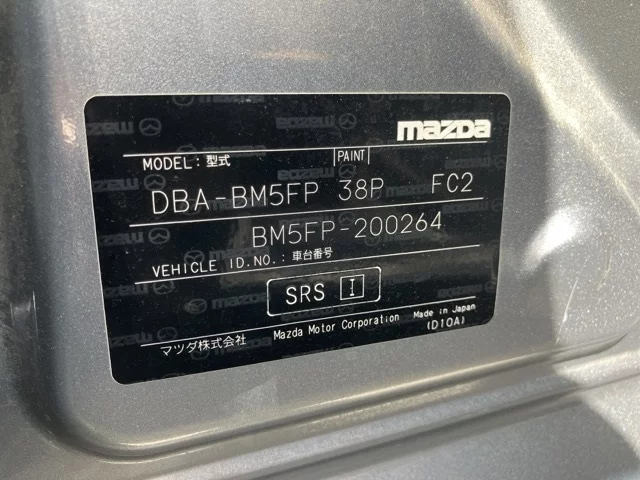 mazda
MODEL: 型式 PAINT
DBA-BM5FP 38P FC2
BM5FP-200264
VEHICLE ID.NO.: 車台番号
SRS I
マツダ株式会社 Mazda Motor Corporation Made in Japan
(D10A)